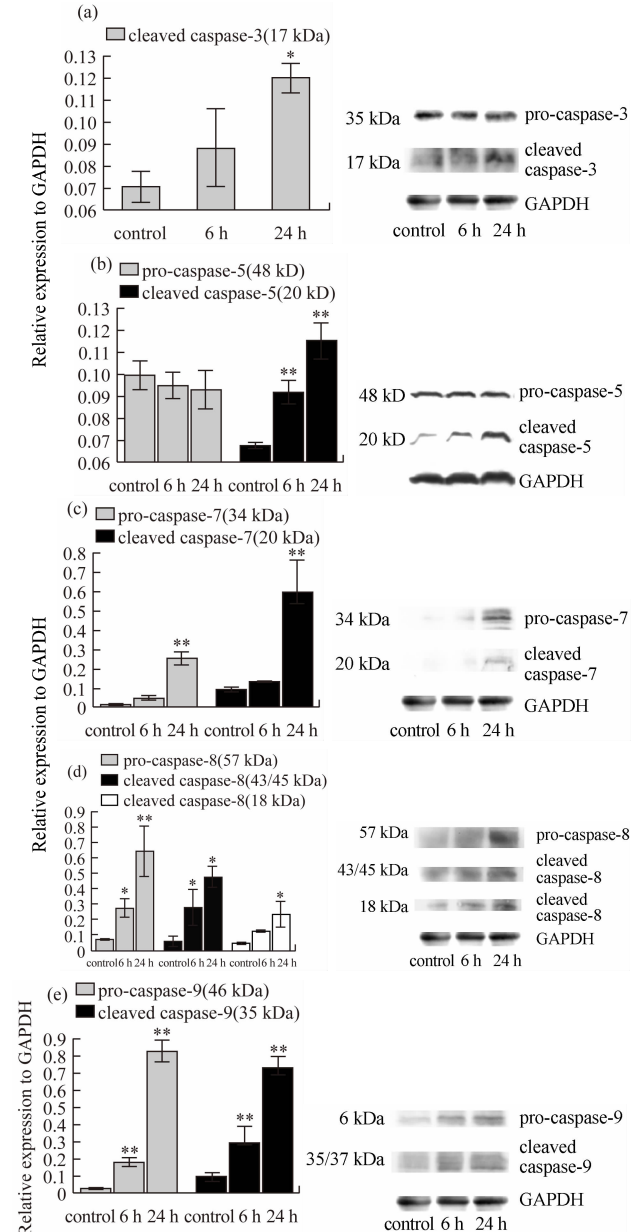 (a)
cleaved caspase-3(17 kDa)
0.13
0.12
0.11
0.10
0.09
0.08
0.07
0.06
*
control 6 h 24 h
35 kDa pro-caspase-3
17 kDa cleaved
caspase-3
GAPDH
control 6 h 24 h
Relative expression to GAPDH
(b)
pro-caspase-5(48 kD)
cleaved caspase-5(20 kD)
0.13
0.12
0.11
0.10
0.09
0.08
0.07
0.06
** **
control 6 h 24 h control 6 h 24 h
48 kD pro-caspase-5
20 kD cleaved
caspase-5
GAPDH
(c)
pro-caspase-7(34 kDa)
cleaved caspase-7(20 kDa)
0.8
0.7
0.6
0.5
0.4
0.3
0.2
0.1
0
** **
control 6 h 24 h control 6 h 24 h
34 kDa pro-caspase-7
20 kDa cleaved
caspase-7
GAPDH
control 6 h 24 h
Relative expression to GAPDH
(d)
pro-caspase-8(57 kDa)
cleaved caspase-8(43/45 kDa)
cleaved caspase-8(18 kDa)
0.9
0.8
0.7
0.6
0.5
0.4
0.3
0.2
0.1
0
* ** * * *
control 6 h 24 h control 6 h 24 h control 6 h 24 h
57 kDa pro-caspase-8
43/45 kDa cleaved
caspase-8
18 kDa cleaved
caspase-8
GAPDH
control 6 h 24 h
(e)
pro-caspase-9(46 kDa)
cleaved caspase-9(35 kDa)
0.9
0.8
0.7
0.6
0.5
0.4
0.3
0.2
0.1
0
** ** ** **
control 6 h 24 h control 6 h 24 h
6 kDa pro-caspase-9
35/37 kDa cleaved
caspase-9
GAPDH
control 6 h 24 h
Relative expression to GAPDH